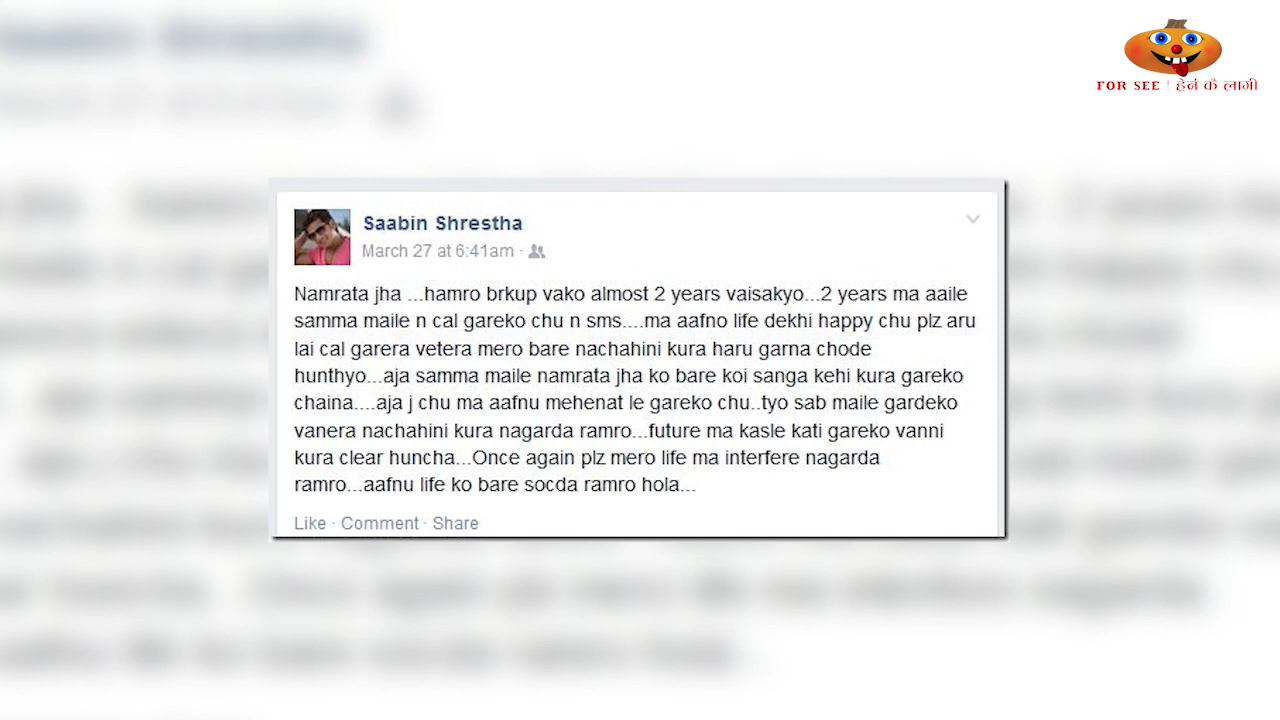 FOR SEE ! हेर्न कै लागी
Saabin Shrestha
March 27 at 6:41am ·
Namrata jha ...hamro brkup vako almost 2 years vaisakyo...2 years ma aaile
samma maile n cal gareko chu n sms....ma aafno life dekhi happy chu plz aru
lai cal garera vetera mero bare nachahini kura haru garna chode
hunthyo...aja samma maile namrata jha ko bare koi sanga kehi kura gareko
chaina....aja j chu ma aafnu mehenat le gareko chu..tyo sab maile gardeko
vanera nachahini kura nagarda ramro...future ma kasle kati gareko vanni
kura clear huncha...Once again plz mero life ma interfere nagarda
ramro...aafnu life ko bare socda ramro hola...
Like · Comment · Share